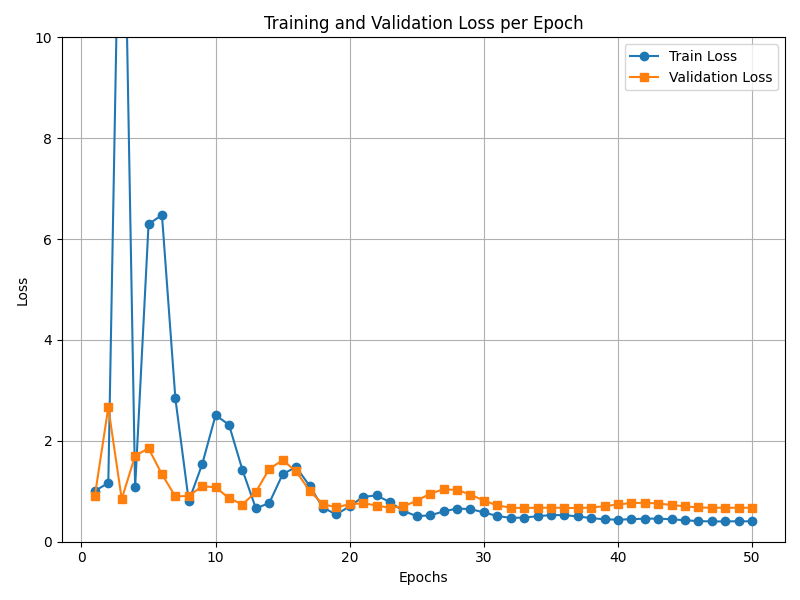 Training and Validation Loss per Epoch
Train Loss
Validation Loss
Loss
10
8
6
4
2
0
0 10 20 30 40 50
Epochs